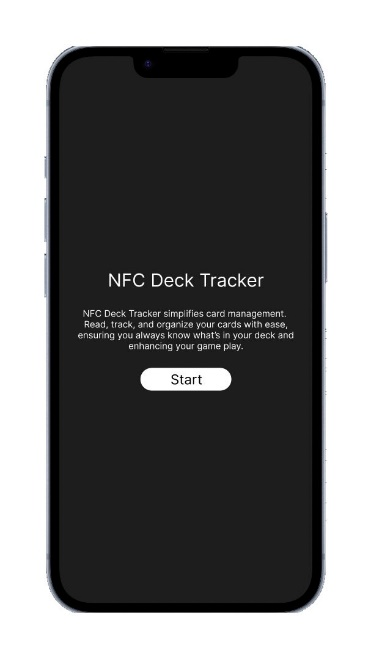 NFC Deck Tracker
NFC Deck Tracker simplifies card management.
Read, track, and organize your cards with ease,
ensuring you always know what's in your deck and
enhancing your game play.
Start